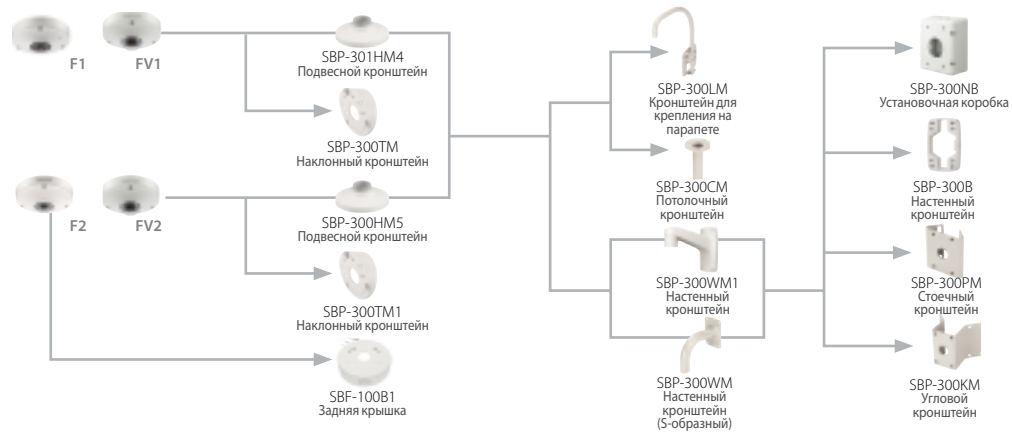 F1
FV1
SBP-301HM4
Подвесной кронштейн
SBP-300TM
Наклонный кронштейн
F2
FV2
SBP-300HM5
Подвесной кронштейн
SBP-300TM1
Наклонный кронштейн
SBF-100B1
Задняя крышка
SBP-300LM
Кронштейн для
крепления на
парапете
SBP-300CM
Потолочный
кронштейн
SBP-300WM1
Настенный
кронштейн
SBP-300WM
Настенный
кронштейн
(S-образный)
SBP-300NB
Установочная коробка
SBP-300B
Настенный
кронштейн
SBP-300PM
Стоечный
кронштейн
SBP-300KM
Угловой
кронштейн